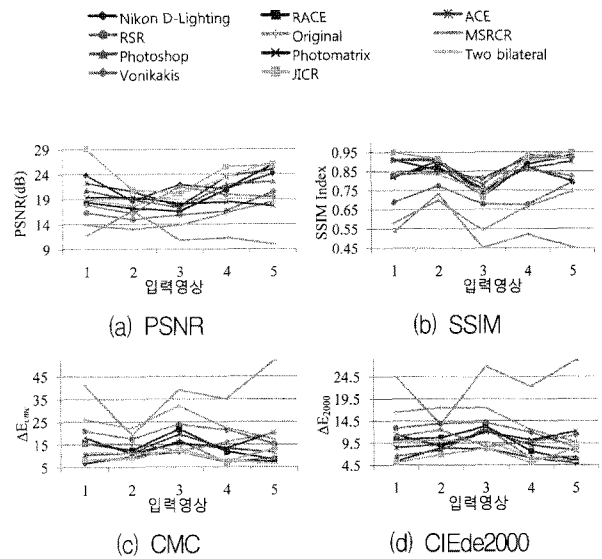 Nikon D-Lighting RACE ACE
RSR Original MSRCR
Photoshop Photomatrix Two bilateral
Vonikakis JICR
PSNR(dB)
29
24
19
14
9
1 2 3 4 5
입력영상
(a) PSNR
SSIM Index
0.95
0.85
0.75
0.65
0.55
0.45
1 2 3 4 5
입력영상
(b) SSIM
45
35
25
15
5
1 2 3 4 5
입력영상
(c) CMC
ΔE2000
24.5
19.5
14.5
9.5
4.5
1 2 3 4 5
입력영상
(d) CIEde2000